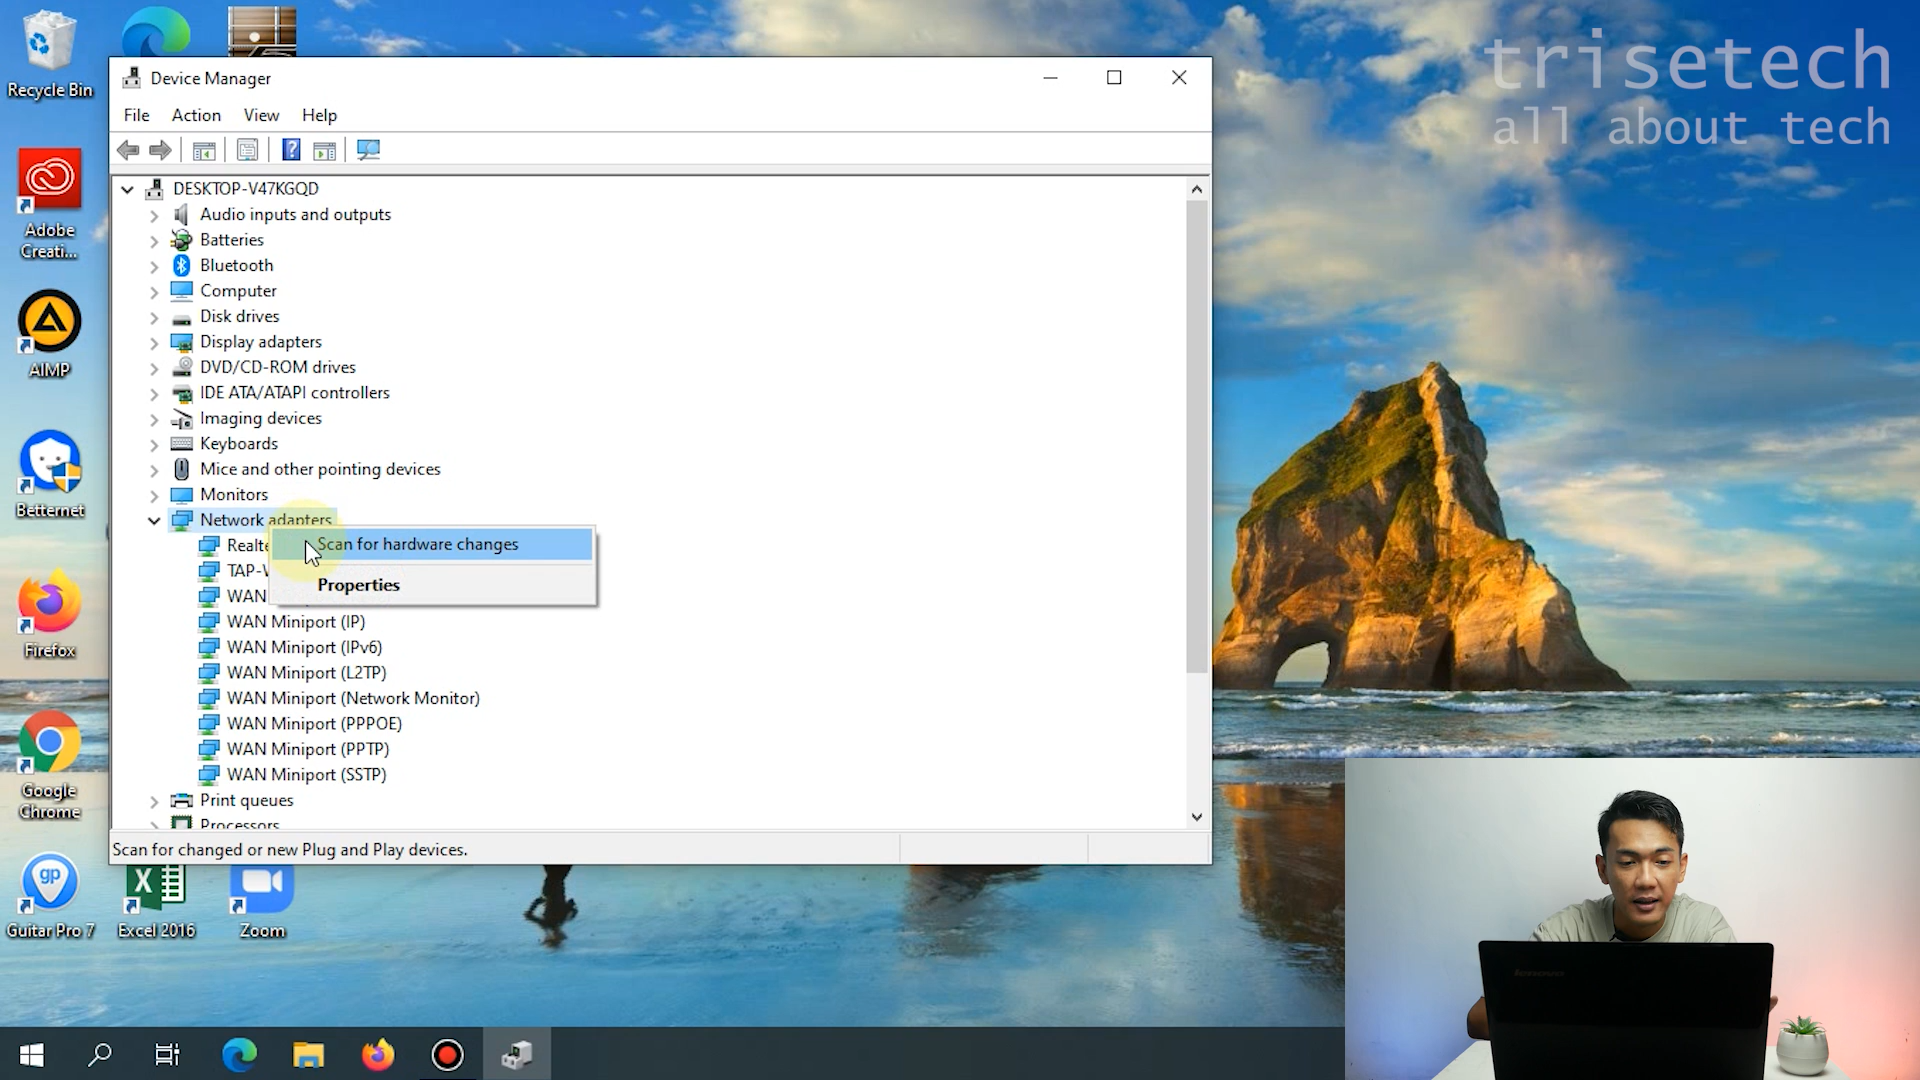 trisetech
all about tech
Recycle Bin
Adobe
Creati...
AIMP
Betternet
Firefox
Google
Chrome
Guitar Pro 7
Excel 2016
Zoom
Device Manager
File Action View Help
DESKTOP-V47KGQD
Audio inputs and outputs
Batteries
Bluetooth
Computer
Disk drives
Display adapters
DVD/CD-ROM drives
IDE ATA/ATAPI controllers
Imaging devices
Keyboards
Mice and other pointing devices
Monitors
Network adapters
Scan for hardware changes
Properties
WAN
WAN Miniport (IP)
WAN Miniport (IPv6)
WAN Miniport (L2TP)
WAN Miniport (Network Monitor)
WAN Miniport (PPPOE)
WAN Miniport (PPTP)
WAN Miniport (SSTP)
Print queues
Processors
Scan for changed or new Plug and Play devices.
gp